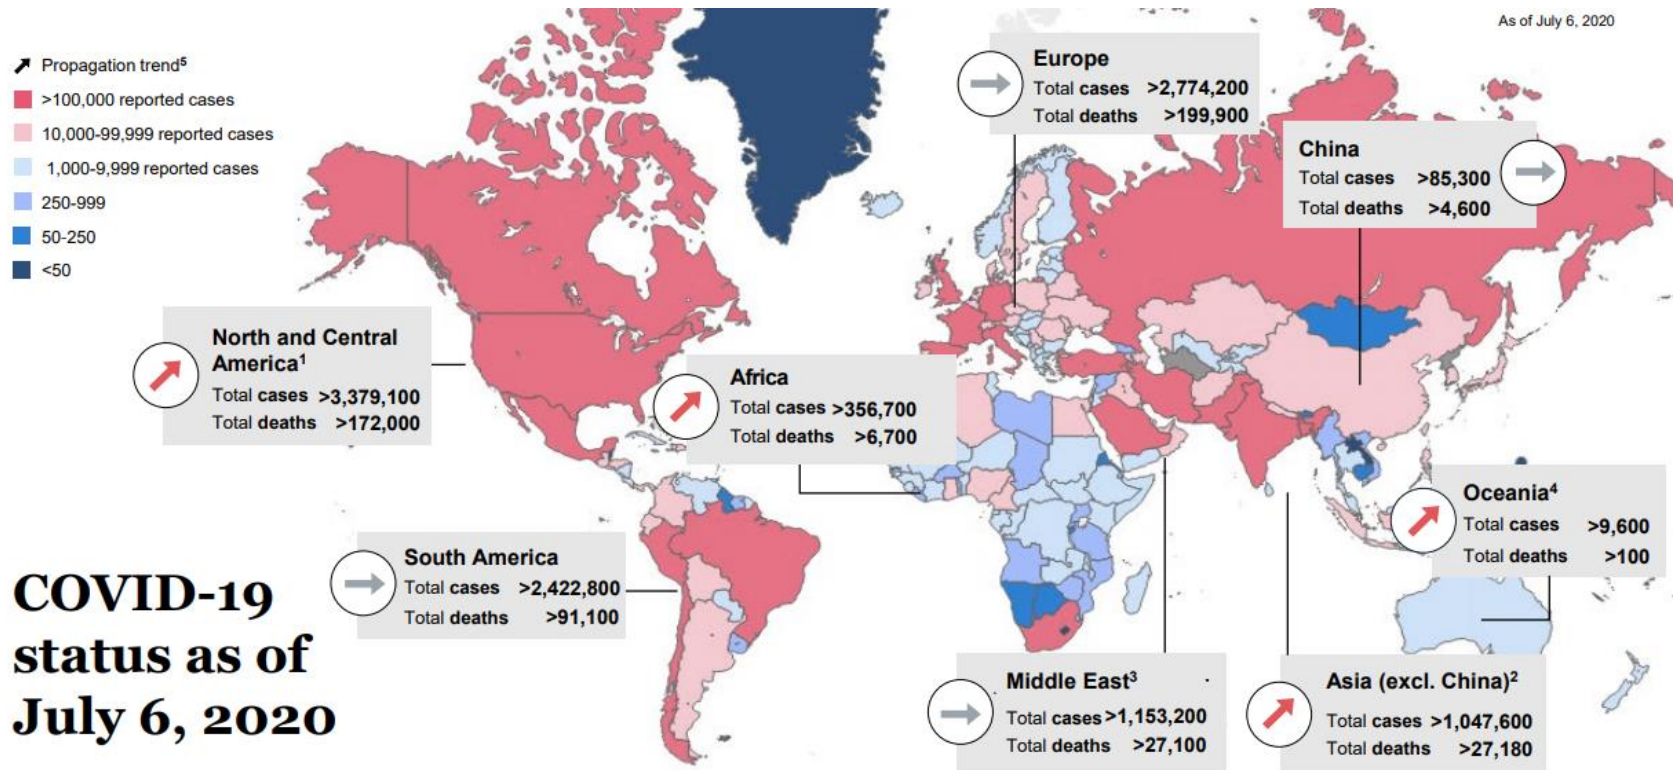 As of July 6, 2020
Propagation trend⁵
>100,000 reported cases
10,000-99,999 reported cases
1,000-9,999 reported cases
250-999
50-250
<50
Europe
Total cases >2,774,200
Total deaths >199,900
China
Total cases >85,300
Total deaths >4,600
North and Central
America¹
Total cases >3,379,100
Total deaths >172,000
Africa
Total cases >356,700
Total deaths >6,700
Oceania⁴
Total cases >9,600
Total deaths >100
South America
Total cases >2,422,800
Total deaths >91,100
Middle East³
Total cases >1,153,200
Total deaths >27,100
Asia (excl. China)²
Total cases >1,047,600
Total deaths >27,180
COVID-19
status as of
July 6, 2020